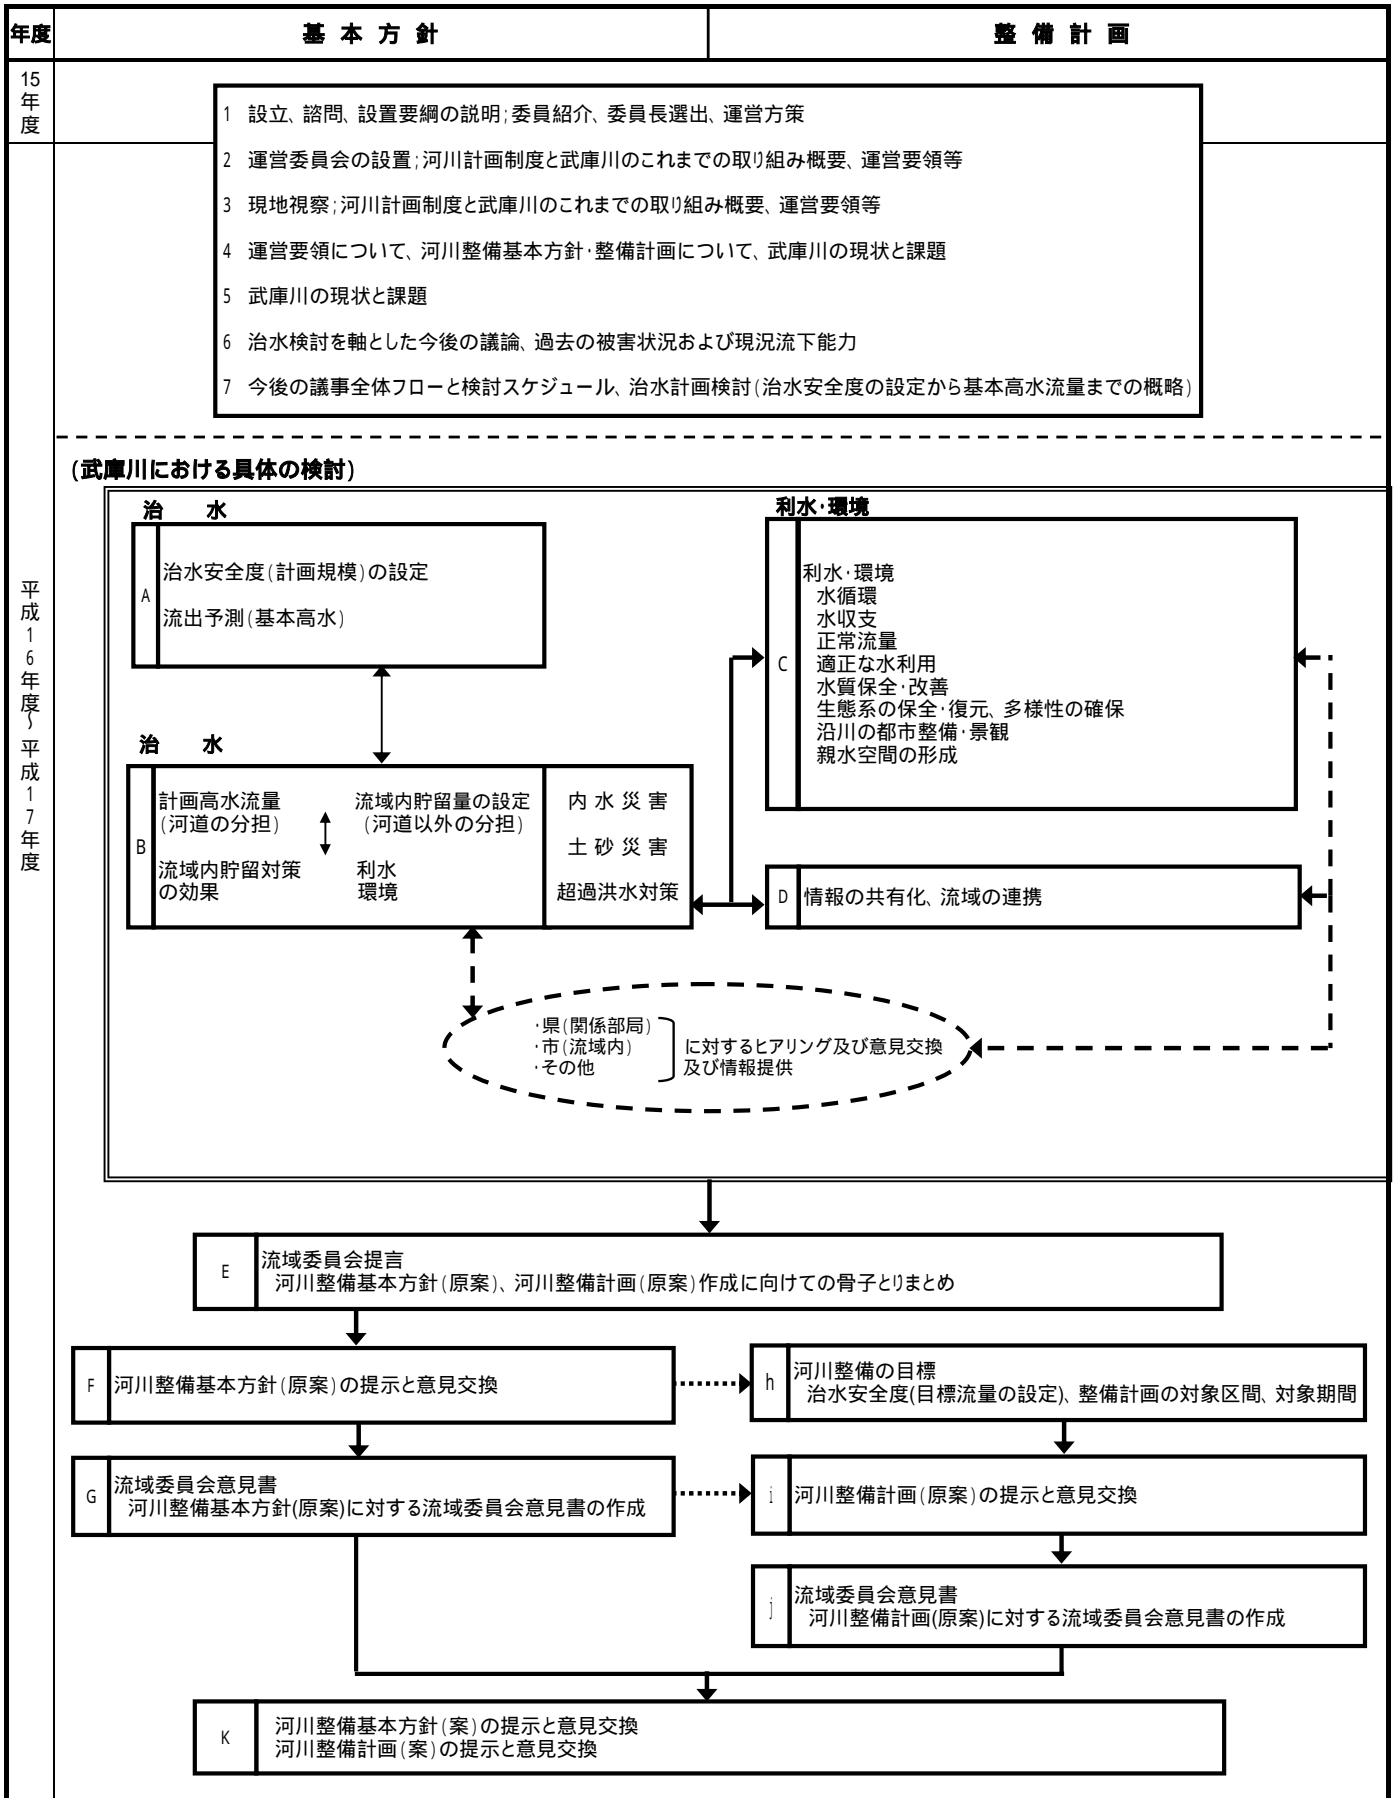 年度
基 本 方 針
整 備 計 画
15年度
1 設立、諮問、設置要綱の説明；委員紹介、委員長選出、運営方策
2 運営委員会の設置；河川計画制度と武庫川のこれまでの取り組み概要、運営要領等
3 現地視察；河川計画制度と武庫川のこれまでの取り組み概要、運営要領等
4 運営要領について、河川整備基本方針・整備計画について、武庫川の現状と課題
5 武庫川の現状と課題
6 治水検討を軸とした今後の議論、過去の被害状況および現況流下能力
7 今後の議事全体フローと検討スケジュール、治水計画検討(治水安全度の設定から基本高水流量までの概略)
平成16年度～平成17年度
(武庫川における具体の検討)
治 水
A
治水安全度(計画規模)の設定
流出予測(基本高水)
利水・環境
C
利水・環境
水循環
水収支
正常流量
適正な水利用
水質保全・改善
生態系の保全・復元、多様性の確保
沿川の都市整備・景観
親水空間の形成
治 水
B
計画高水流量
(河道の分担)
流域内貯留対策
の効果
流域内貯留量の設定
(河道以外の分担)
利水
環境
内 水 災 害
土 砂 災 害
超過洪水対策
D
情報の共有化、流域の連携
・県(関係部局)
・市(流域内)
・その他
に対するヒアリング及び意見交換
及び情報提供
E
流域委員会提言
河川整備基本方針(原案)、河川整備計画(原案)作成に向けての骨子とりまとめ
F
河川整備基本方針(原案)の提示と意見交換
h
河川整備の目標
治水安全度(目標流量の設定)、整備計画の対象区間、対象期間
G
流域委員会意見書
河川整備基本方針(原案)に対する流域委員会意見書の作成
i
河川整備計画(原案)の提示と意見交換
j
流域委員会意見書
河川整備計画(原案)に対する流域委員会意見書の作成
K
河川整備基本方針(案)の提示と意見交換
河川整備計画(案)の提示と意見交換